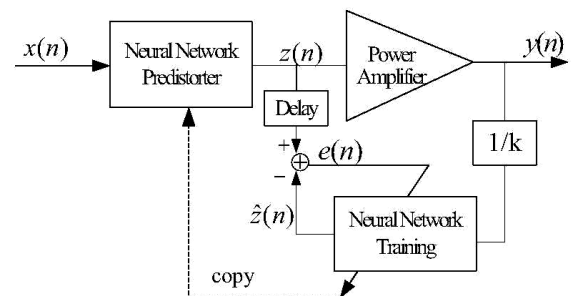 x(n)
Neural Network
Predistorter
z(n)
Power
Amplifier
y(n)
Delay
+
−
e(n)
1/k
ẑ(n)
Neural Network
Training
copy